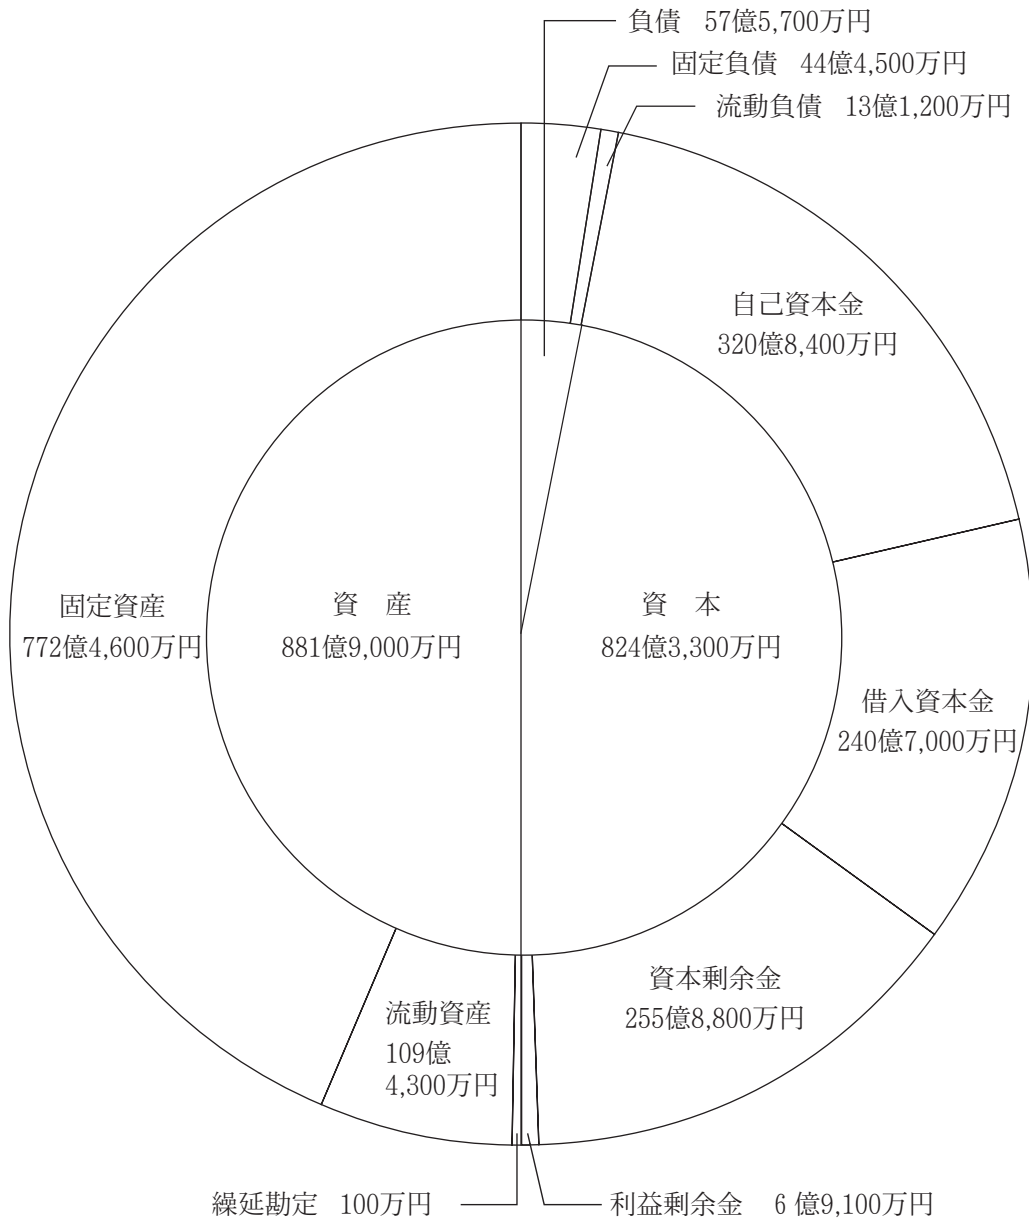 負債　57億5,700万円
固定負債　44億4,500万円
流動負債　13億1,200万円
自己資本金
320億8,400万円
固定資産
772億4,600万円
資　産
881億9,000万円
資　本
824億3,300万円
借入資本金
240億7,000万円
資本剰余金
255億8,800万円
流動資産
109億
4,300万円
繰延勘定　100万円
利益剰余金　6億9,100万円